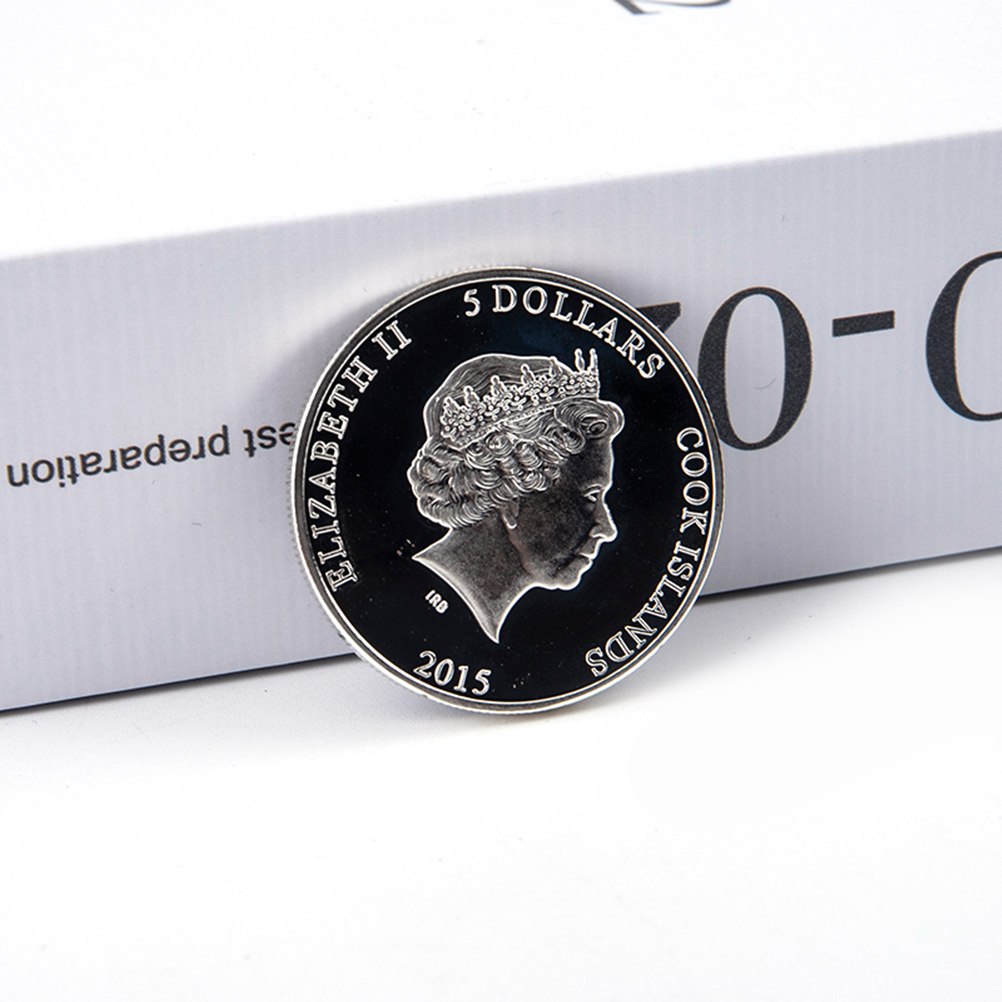 ELIZABETH II
5 DOLLARS
COOK ISLANDS
IRB
2015
est preparation